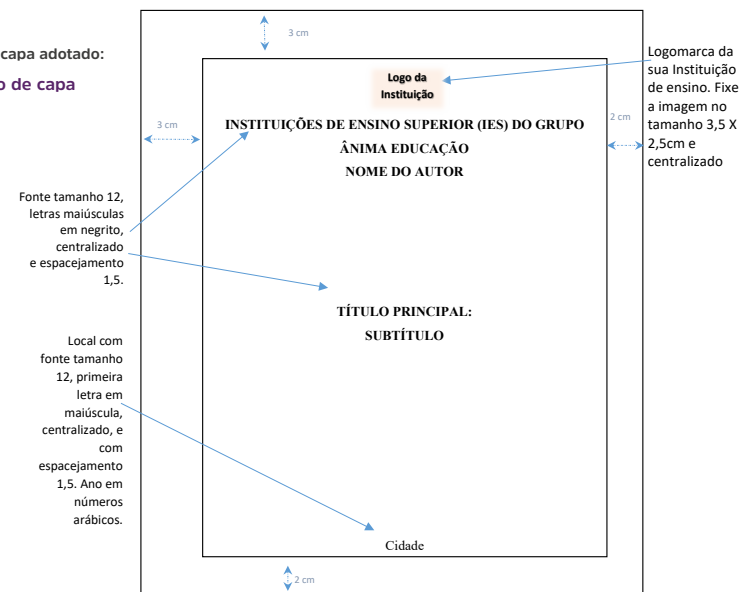 capa adotado:
o de capa
3 cm
Logo da
Instituição
Logomarca da
sua Instituição
de ensino. Fixe
a imagem no
tamanho 3,5 X
2,5cm e
centralizado
3 cm
2 cm
INSTITUIÇÕES DE ENSINO SUPERIOR (IES) DO GRUPO
ÂNIMA EDUCAÇÃO
NOME DO AUTOR
Fonte tamanho 12,
letras maiúsculas
em negrito,
centralizado
e espacejamento
1,5.
TÍTULO PRINCIPAL:
SUBTÍTULO
Local com
fonte tamanho
12, primeira
letra em
maiúscula,
centralizado, e
com
espacejamento
1,5. Ano em
números
arábicos.
Cidade
2 cm